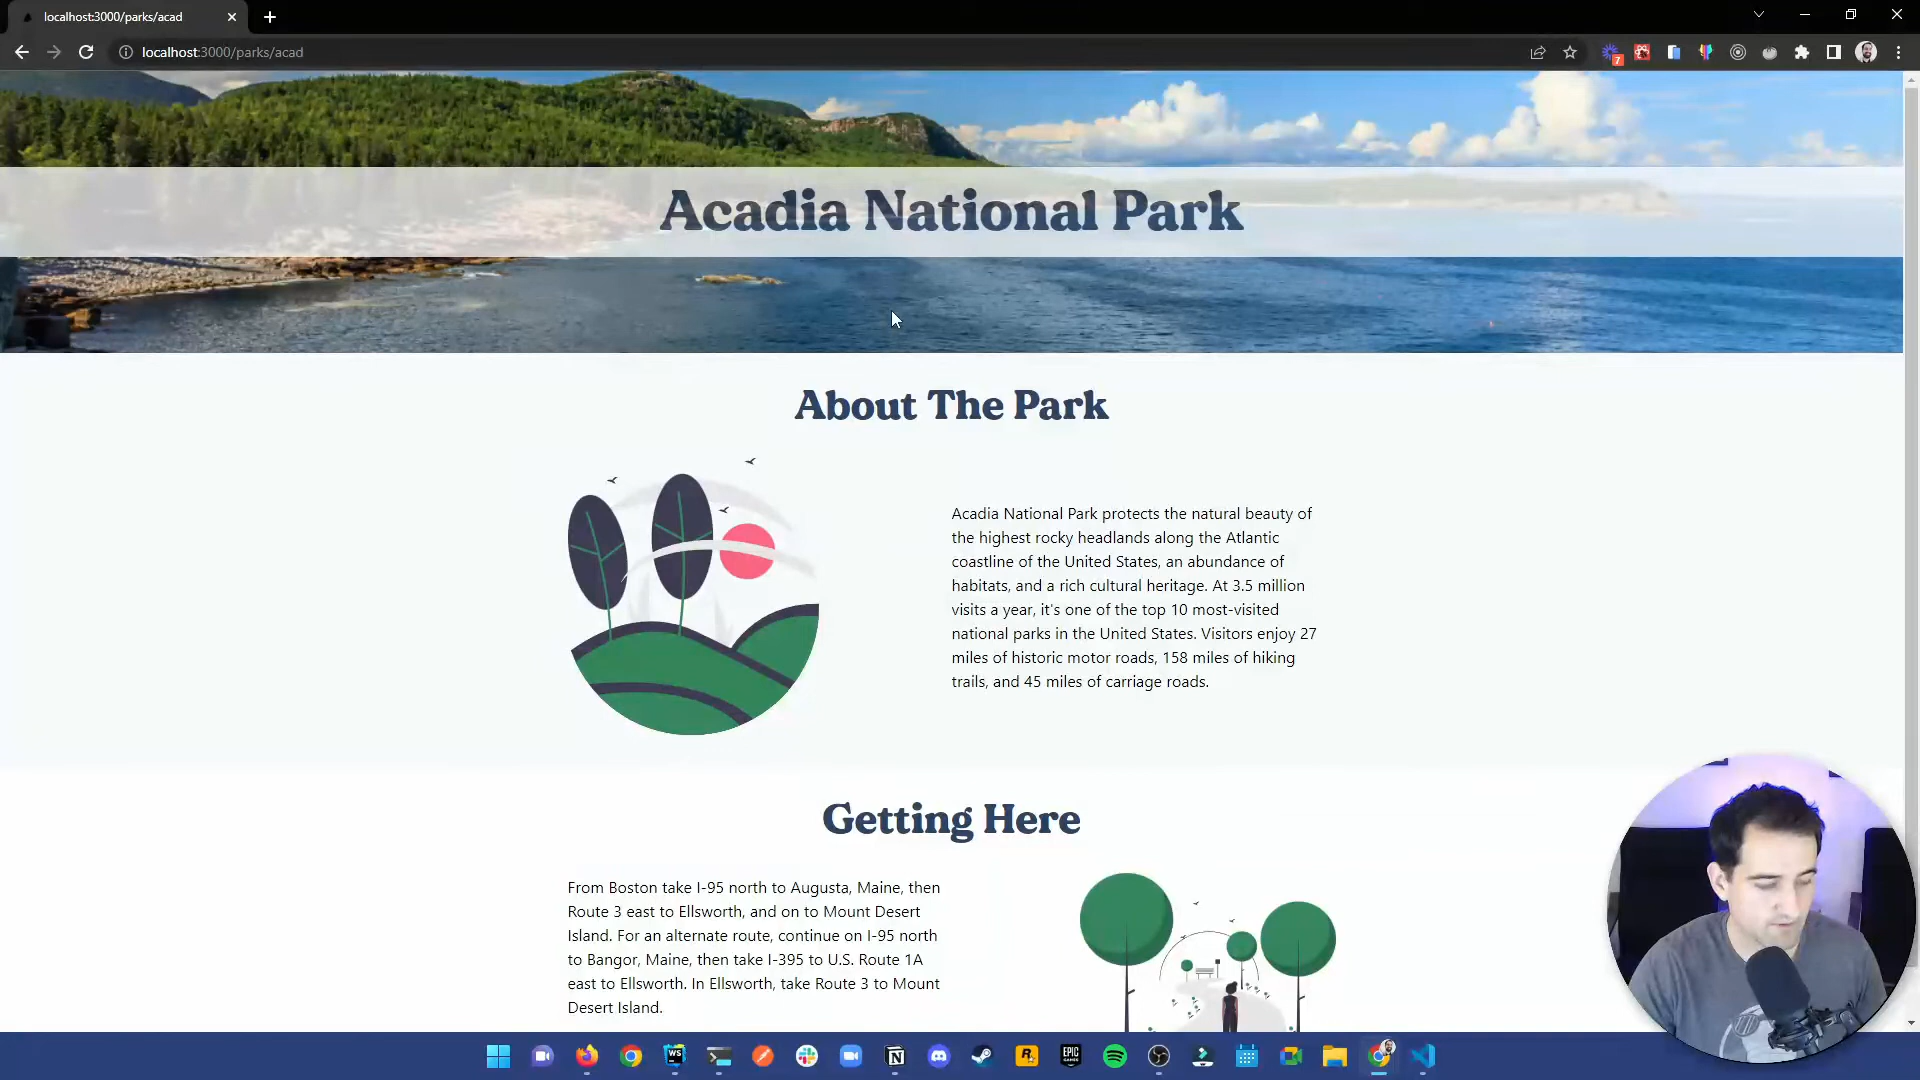 localhost:3000/parks/acad
localhost:3000/parks/acad
7
Acadia National Park
About The Park
Acadia National Park protects the natural beauty of
the highest rocky headlands along the Atlantic
coastline of the United States, an abundance of
habitats, and a rich cultural heritage. At 3.5 million
visits a year, it's one of the top 10 most-visited
national parks in the United States. Visitors enjoy 27
miles of historic motor roads, 158 miles of hiking
trails, and 45 miles of carriage roads.
Getting Here
From Boston take I-95 north to Augusta, Maine, then
Route 3 east to Ellsworth, and on to Mount Desert
Island. For an alternate route, continue on I-95 north
to Bangor, Maine, then take I-395 to U.S. Route 1A
east to Ellsworth. In Ellsworth, take Route 3 to Mount
Desert Island.
WS
N
R
EPIC
GAMES